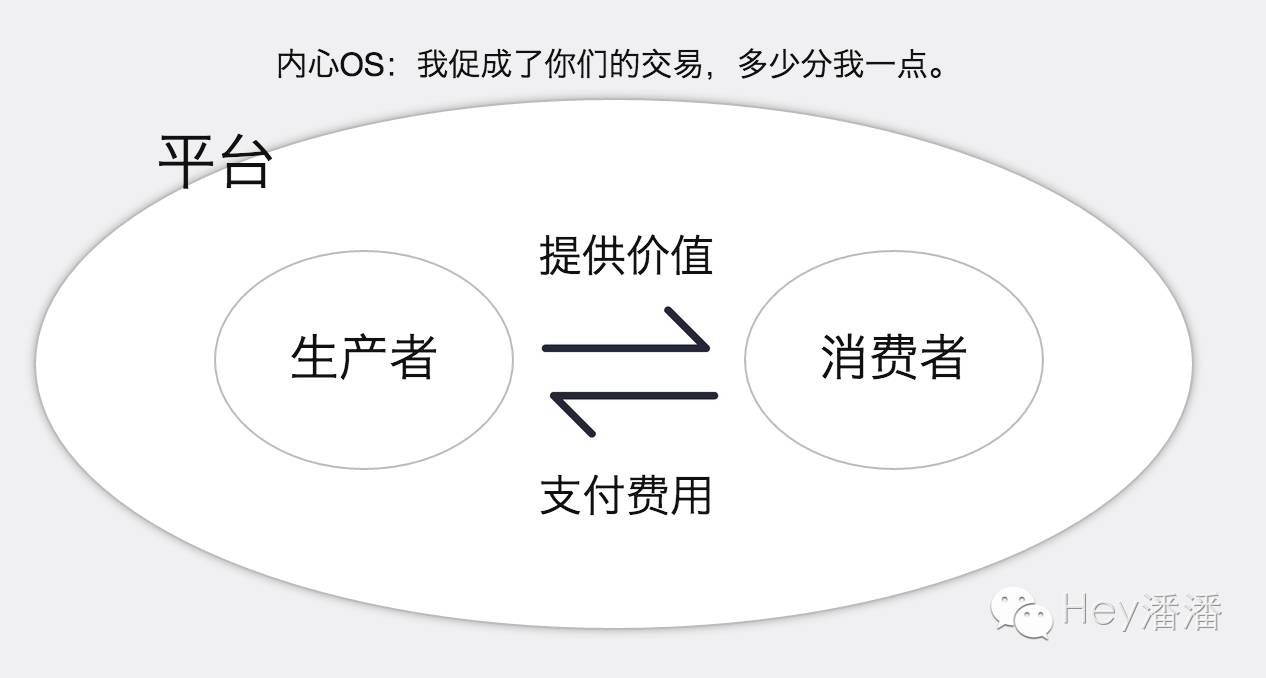 内心OS：我促成了你们的交易，多少分我一点。
平台
提供价值
生产者
消费者
支付费用
Hey潘潘